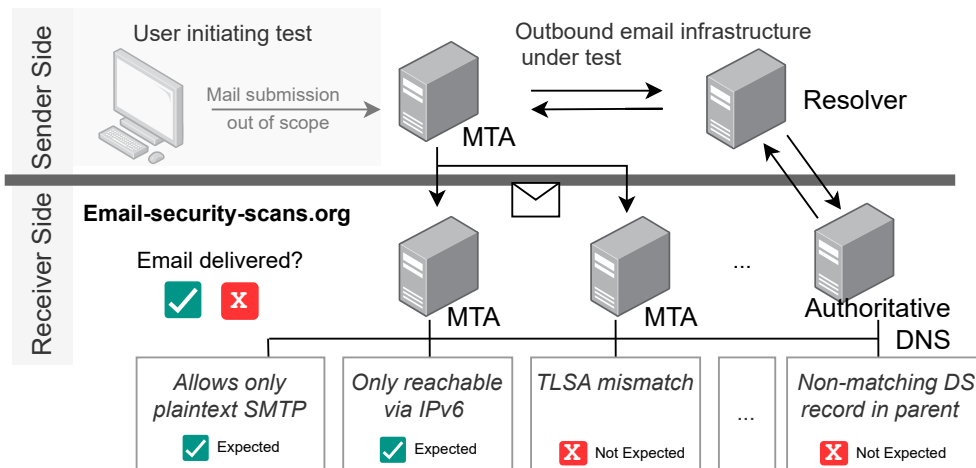 Sender Side
User initiating test
Mail submission
out of scope
MTA
Outbound email infrastructure
under test
Resolver
Receiver Side
Email-security-scans.org
Email delivered?
X
MTA
MTA
...
Authoritative
DNS
Allows only
plaintext SMTP
Expected
Only reachable
via IPv6
Expected
TLSA mismatch
X Not Expected
...
Non-matching DS
record in parent
X Not Expected